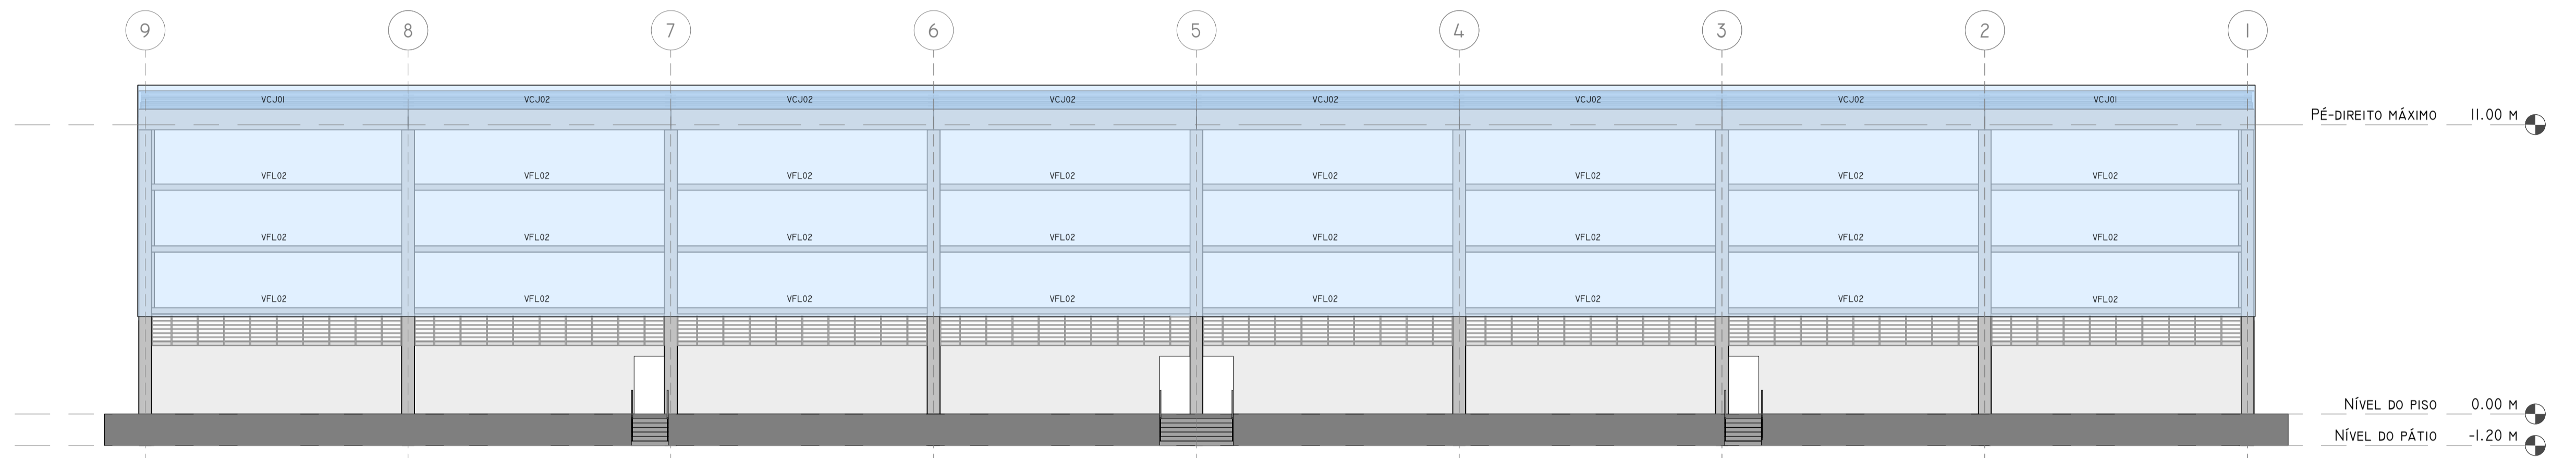 9 8 7 6 5 4 3 2 1
VCJ01 VCJ02 VCJ02 VCJ02 VCJ02 VCJ02 VCJ02 VCJ01
PÉ-DIREITO MÁXIMO 11.00 M
VFL02 VFL02 VFL02 VFL02 VFL02 VFL02 VFL02 VFL02
VFL02 VFL02 VFL02 VFL02 VFL02 VFL02 VFL02 VFL02
VFL02 VFL02 VFL02 VFL02 VFL02 VFL02 VFL02 VFL02
NÍVEL DO PISO 0.00 M
NÍVEL DO PÁTIO -1.20 M